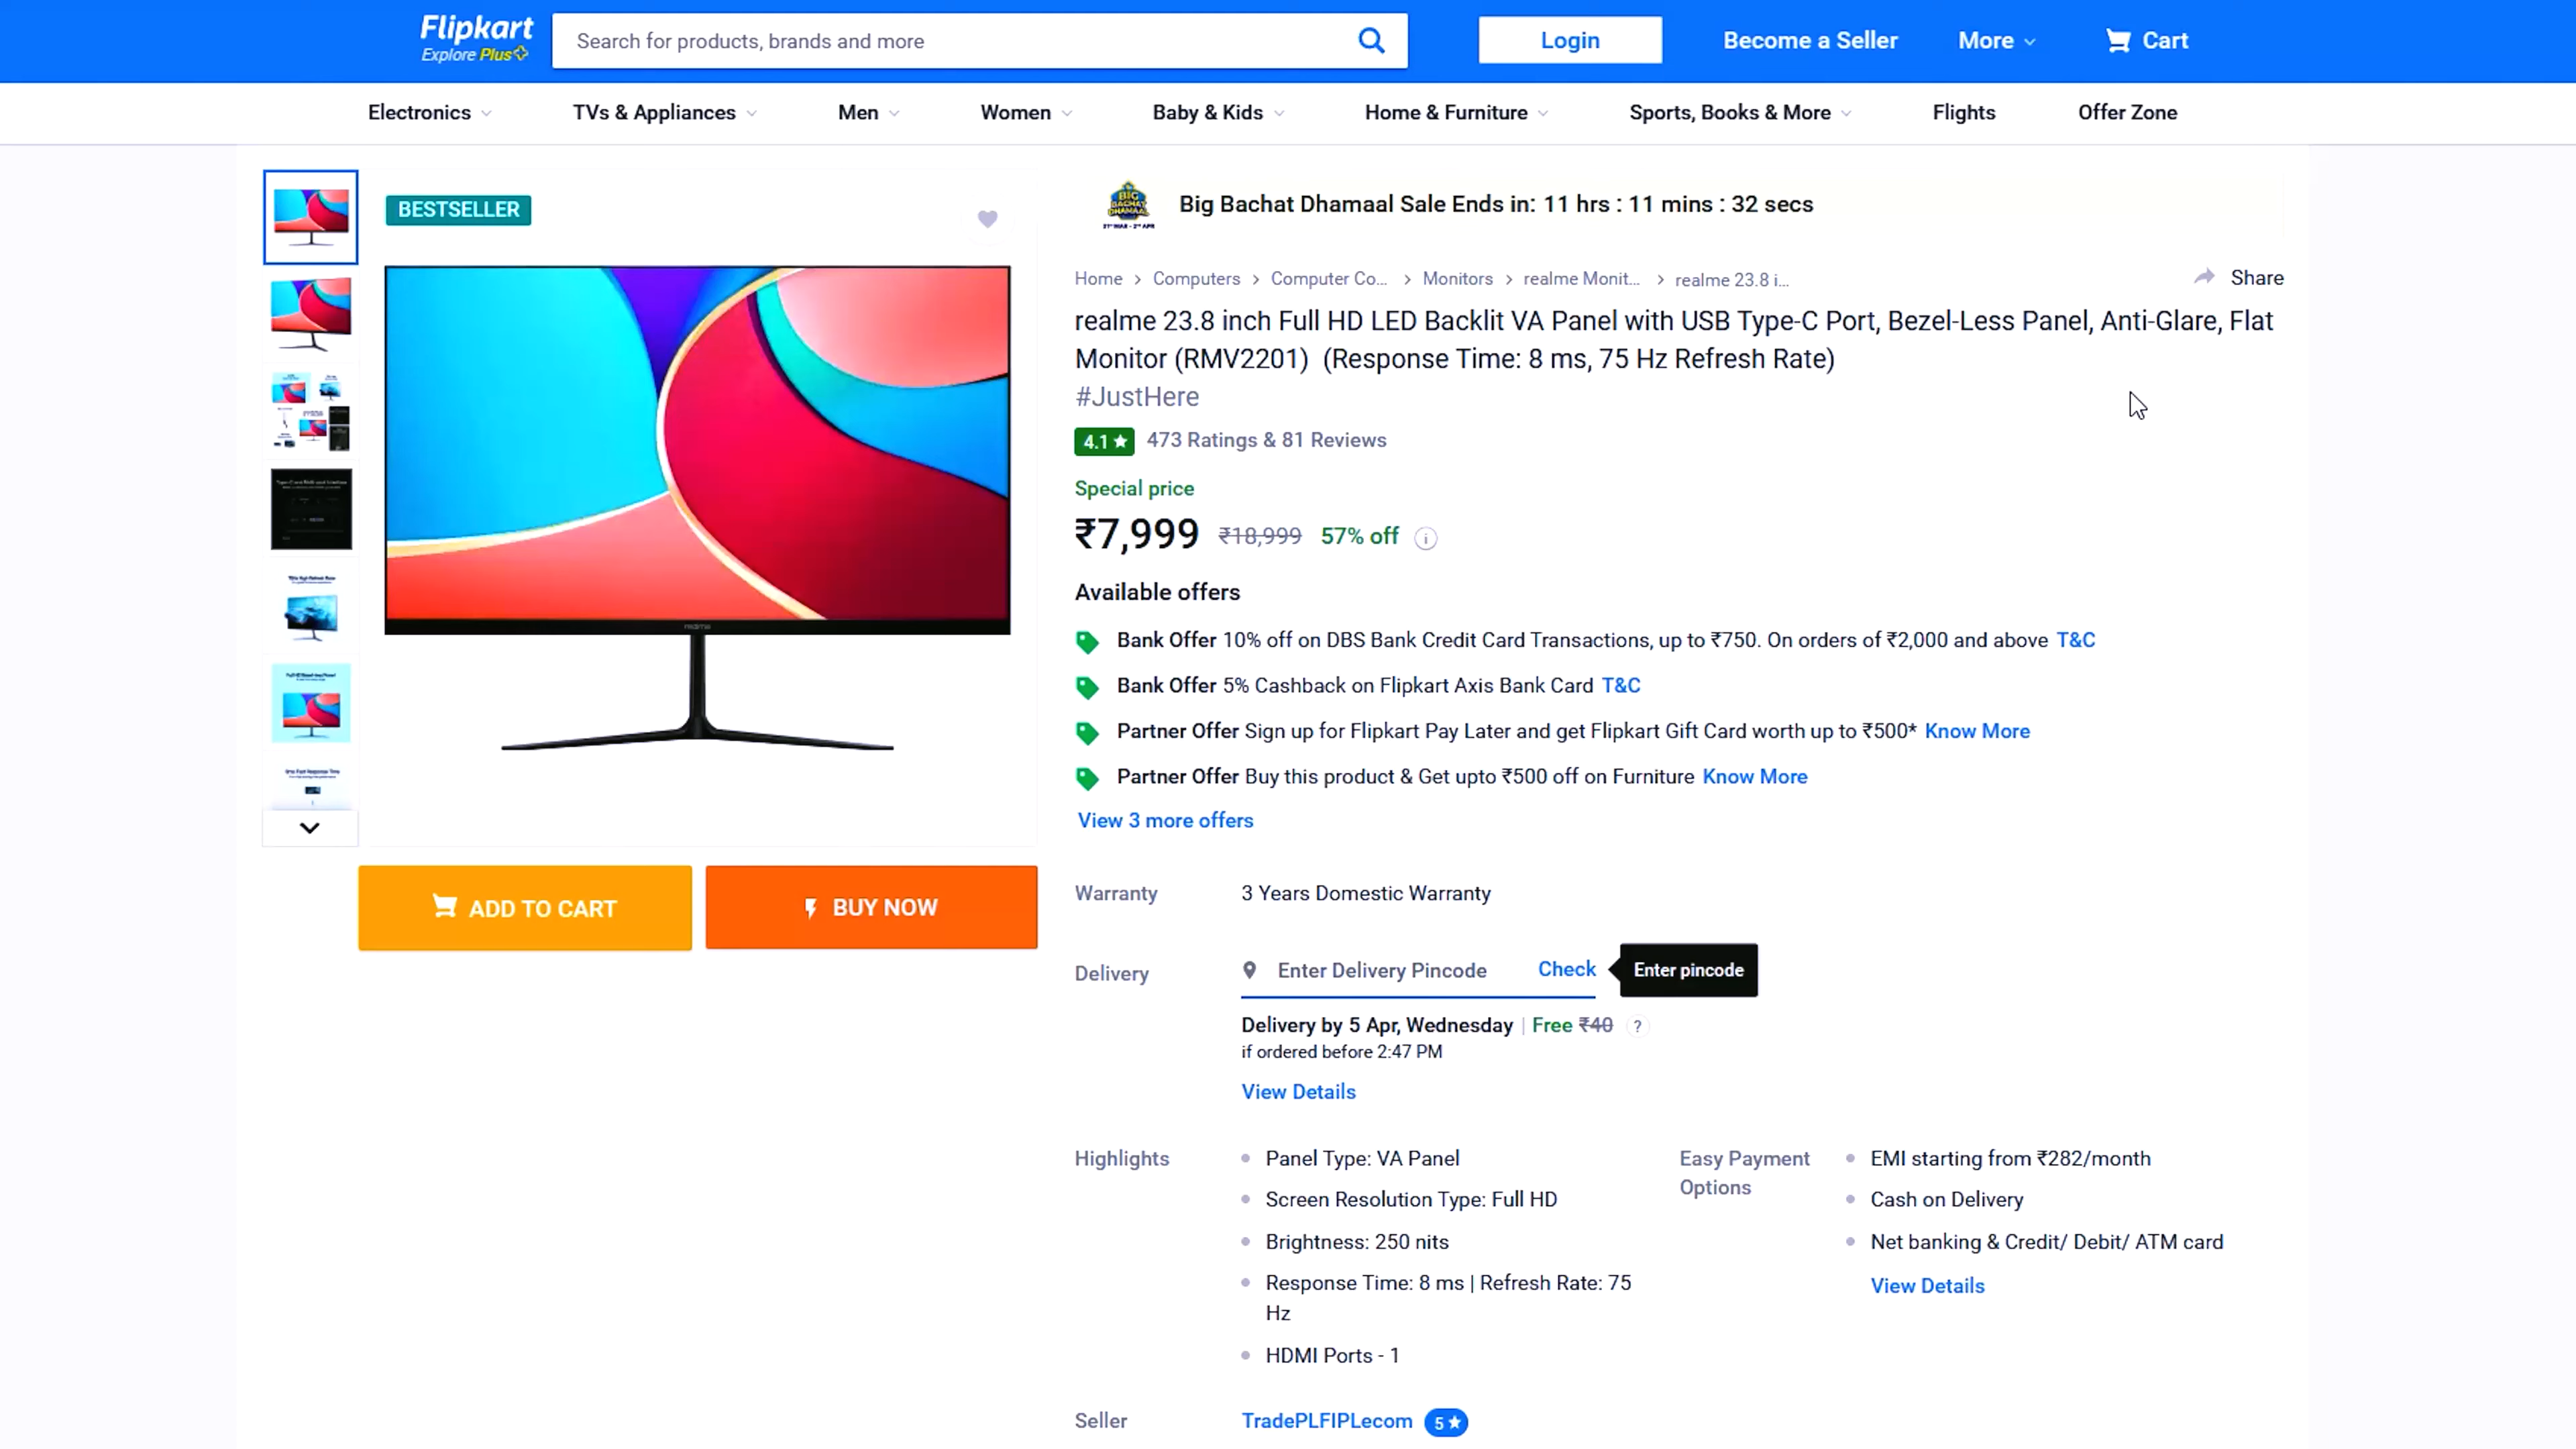 Flipkart
Explore Plus
Search for products, brands and more
Login
Become a Seller
More
Cart
Electronics
TVs & Appliances
Men
Women
Baby & Kids
Home & Furniture
Sports, Books & More
Flights
Offer Zone
BESTSELLER
BIG BACHAT DHAMAAL
Big Bachat Dhamaal Sale Ends in: 11 hrs : 11 mins : 32 secs
Home > Computers > Computer Co... > Monitors > realme Monit... > realme 23.8 i...
Share
realme 23.8 inch Full HD LED Backlit VA Panel with USB Type-C Port, Bezel-Less Panel, Anti-Glare, Flat
Monitor (RMV2201) (Response Time: 8 ms, 75 Hz Refresh Rate)
#JustHere
4.1★ 473 Ratings & 81 Reviews
Special price
₹7,999 ₹18,999 57% off
Available offers
Bank Offer 10% off on DBS Bank Credit Card Transactions, up to ₹750. On orders of ₹2,000 and above T&C
Bank Offer 5% Cashback on Flipkart Axis Bank Card T&C
Partner Offer Sign up for Flipkart Pay Later and get Flipkart Gift Card worth up to ₹500* Know More
Partner Offer Buy this product & Get upto ₹500 off on Furniture Know More
View 3 more offers
realme
ADD TO CART
BUY NOW
Warranty
3 Years Domestic Warranty
Delivery
Enter Delivery Pincode
Check
Enter pincode
Delivery by 5 Apr, Wednesday | Free ₹40 ?
if ordered before 2:47 PM
View Details
Highlights
Panel Type: VA Panel
Screen Resolution Type: Full HD
Brightness: 250 nits
Response Time: 8 ms | Refresh Rate: 75
Hz
HDMI Ports - 1
Easy Payment
Options
EMI starting from ₹282/month
Cash on Delivery
Net banking & Credit/ Debit/ ATM card
View Details
Seller
TradePLFIPLecom 5★